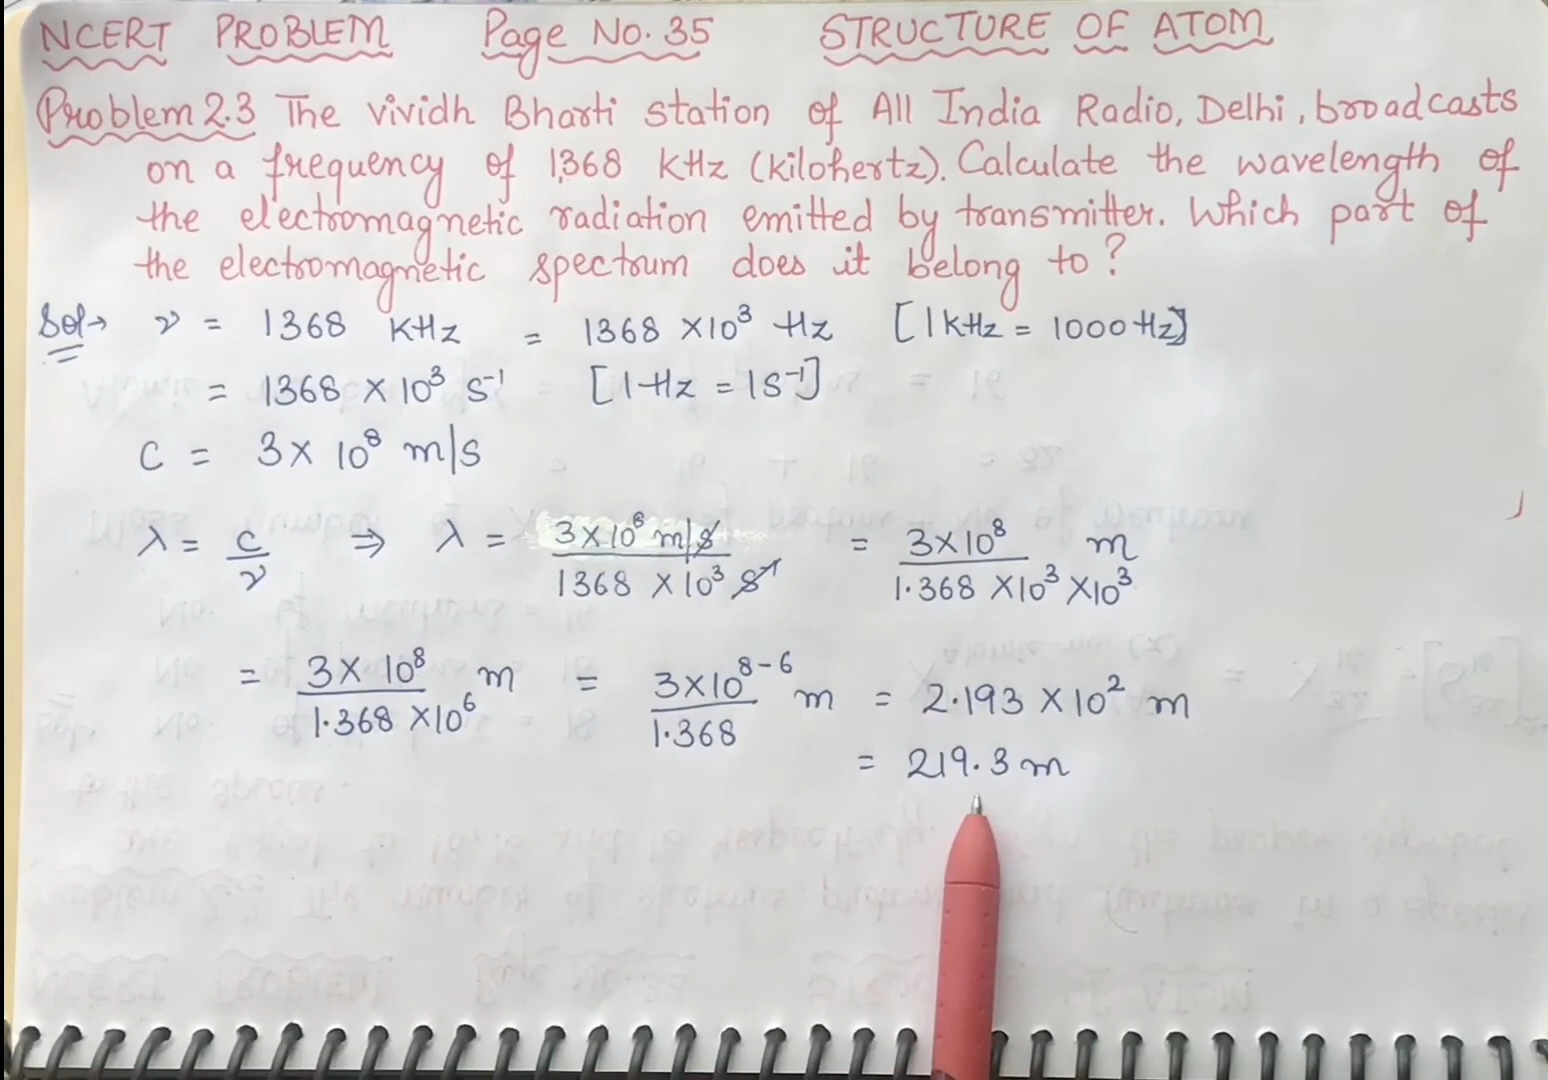 NCERT PROBLEM Page No. 35 STRUCTURE OF ATOM
Problem 2.3 The vividh Bharti station of All India Radio, Delhi, broadcasts
on a frequency of 1,368 KHz (kilohertz). Calculate the wavelength of
the electromagnetic radiation emitted by transmitter. Which part of
the electromagnetic spectrum does it belong to?
Sol→ ν = 1368 KHz = 1368 ×10³ Hz [1 kHz = 1000 Hz]
= 1368 × 10³ s⁻¹ [1 Hz = 1s⁻¹]
C = 3× 10⁸ m/s
λ = c/ν ⇒ λ = 3×10⁸ m/s / 1368 ×10³ s⁻¹ = 3×10⁸ / 1.368 ×10³ ×10³ m
= 3× 10⁸ / 1.368 ×10⁶ m = 3×10⁸⁻⁶ / 1.368 m = 2.193 ×10² m
= 219.3 m